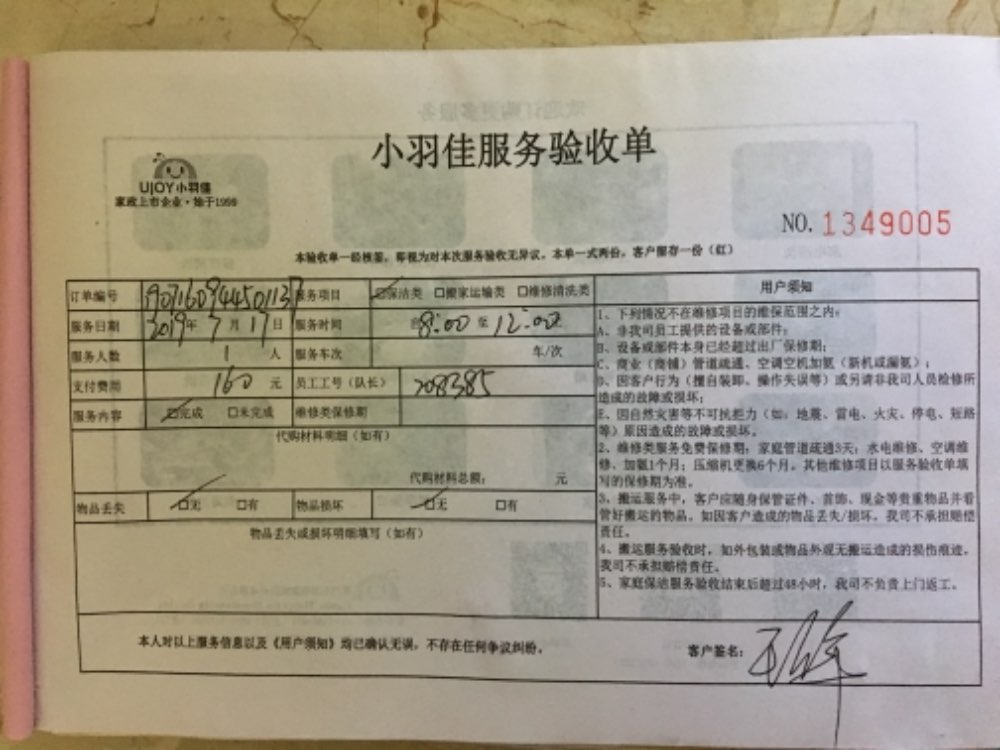 小羽佳服务验收单
UJOY小羽佳
家政上市企业·始于1999
NO. 1349005
本验收单一经核签,即视为对本次服务验收无异议。本单一式两份,客户留存一份(红)
订单编号 服务项目 ☑保洁类 □搬家运输类 □维修清洗类
服务日期 2019年7月17日 服务时间 自8:00至12:00
服务人数 1 人 服务车次 车/次
支付费用 160 元 员工工号(队长) 208385
服务内容 ☑完成 □未完成 维修类保修期
代购材料明细(如有)
代购材料总额: 元
物品丢失 ☑无 □有 物品损坏 ☑无 □有
物品丢失或损坏明细填写(如有)
用户须知
1、下列情况不在维修项目的维保范围之内:
A、非我司员工提供的设备或部件;
B、设备或部件本身已经超过出厂保修期;
C、商业(商铺)管道疏通、空调空机加氨(新机或漏氨);
D、因客户行为(擅自装卸、操作失误等)或另请非我司人员检修所
造成的故障或损坏;
E、因自然灾害等不可抗拒力(如:地震、雷电、火灾、停电、短路
等)原因造成的故障或损坏。
2、维修类服务免费保修期:家庭管道疏通3天;水电维修、空调维
修、加氨1个月;压缩机更换6个月。其他维修项目以服务验收单填
写的保修期为准。
3、搬运服务中,客户应随身保管证件、首饰、现金等贵重物品并看
管好搬运的物品。如因客户造成的物品丢失/损坏,我司不承担赔偿
责任。
4、搬运服务验收时,如外包装或物品外观无搬运造成的损伤痕迹,
我司不承担赔偿责任。
5、家庭保洁服务验收结束后超过48小时,我司不负责上门返工。
本人对以上服务信息以及《用户须知》均已确认无误,不存在任何争议纠纷。
客户签名: